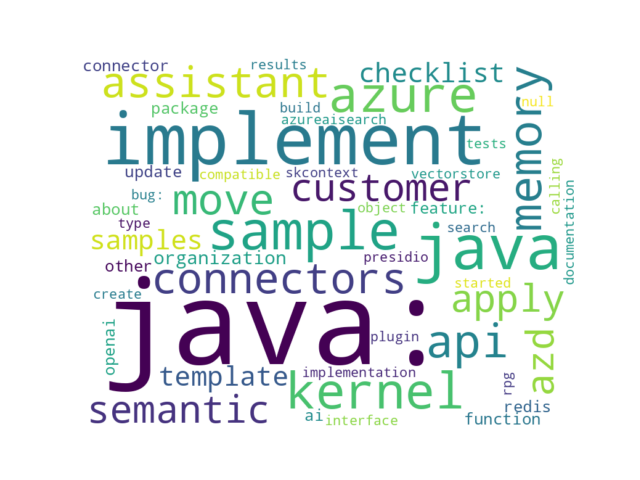 connector
results
assistant
azure
checklist
memory
null
package
build
azureaisearch
implement
tests
update
compatible
skcontext
vectorstore
calling
documentation
bug:
move
customer
about
type
object
feature:
samples
sample
java
search
organization
presidio
other
connectors
started
create
java:
apply
openai
plugin
api
azd
template
implementation
kernel
rpg
semantic
ai
interface
function
redis